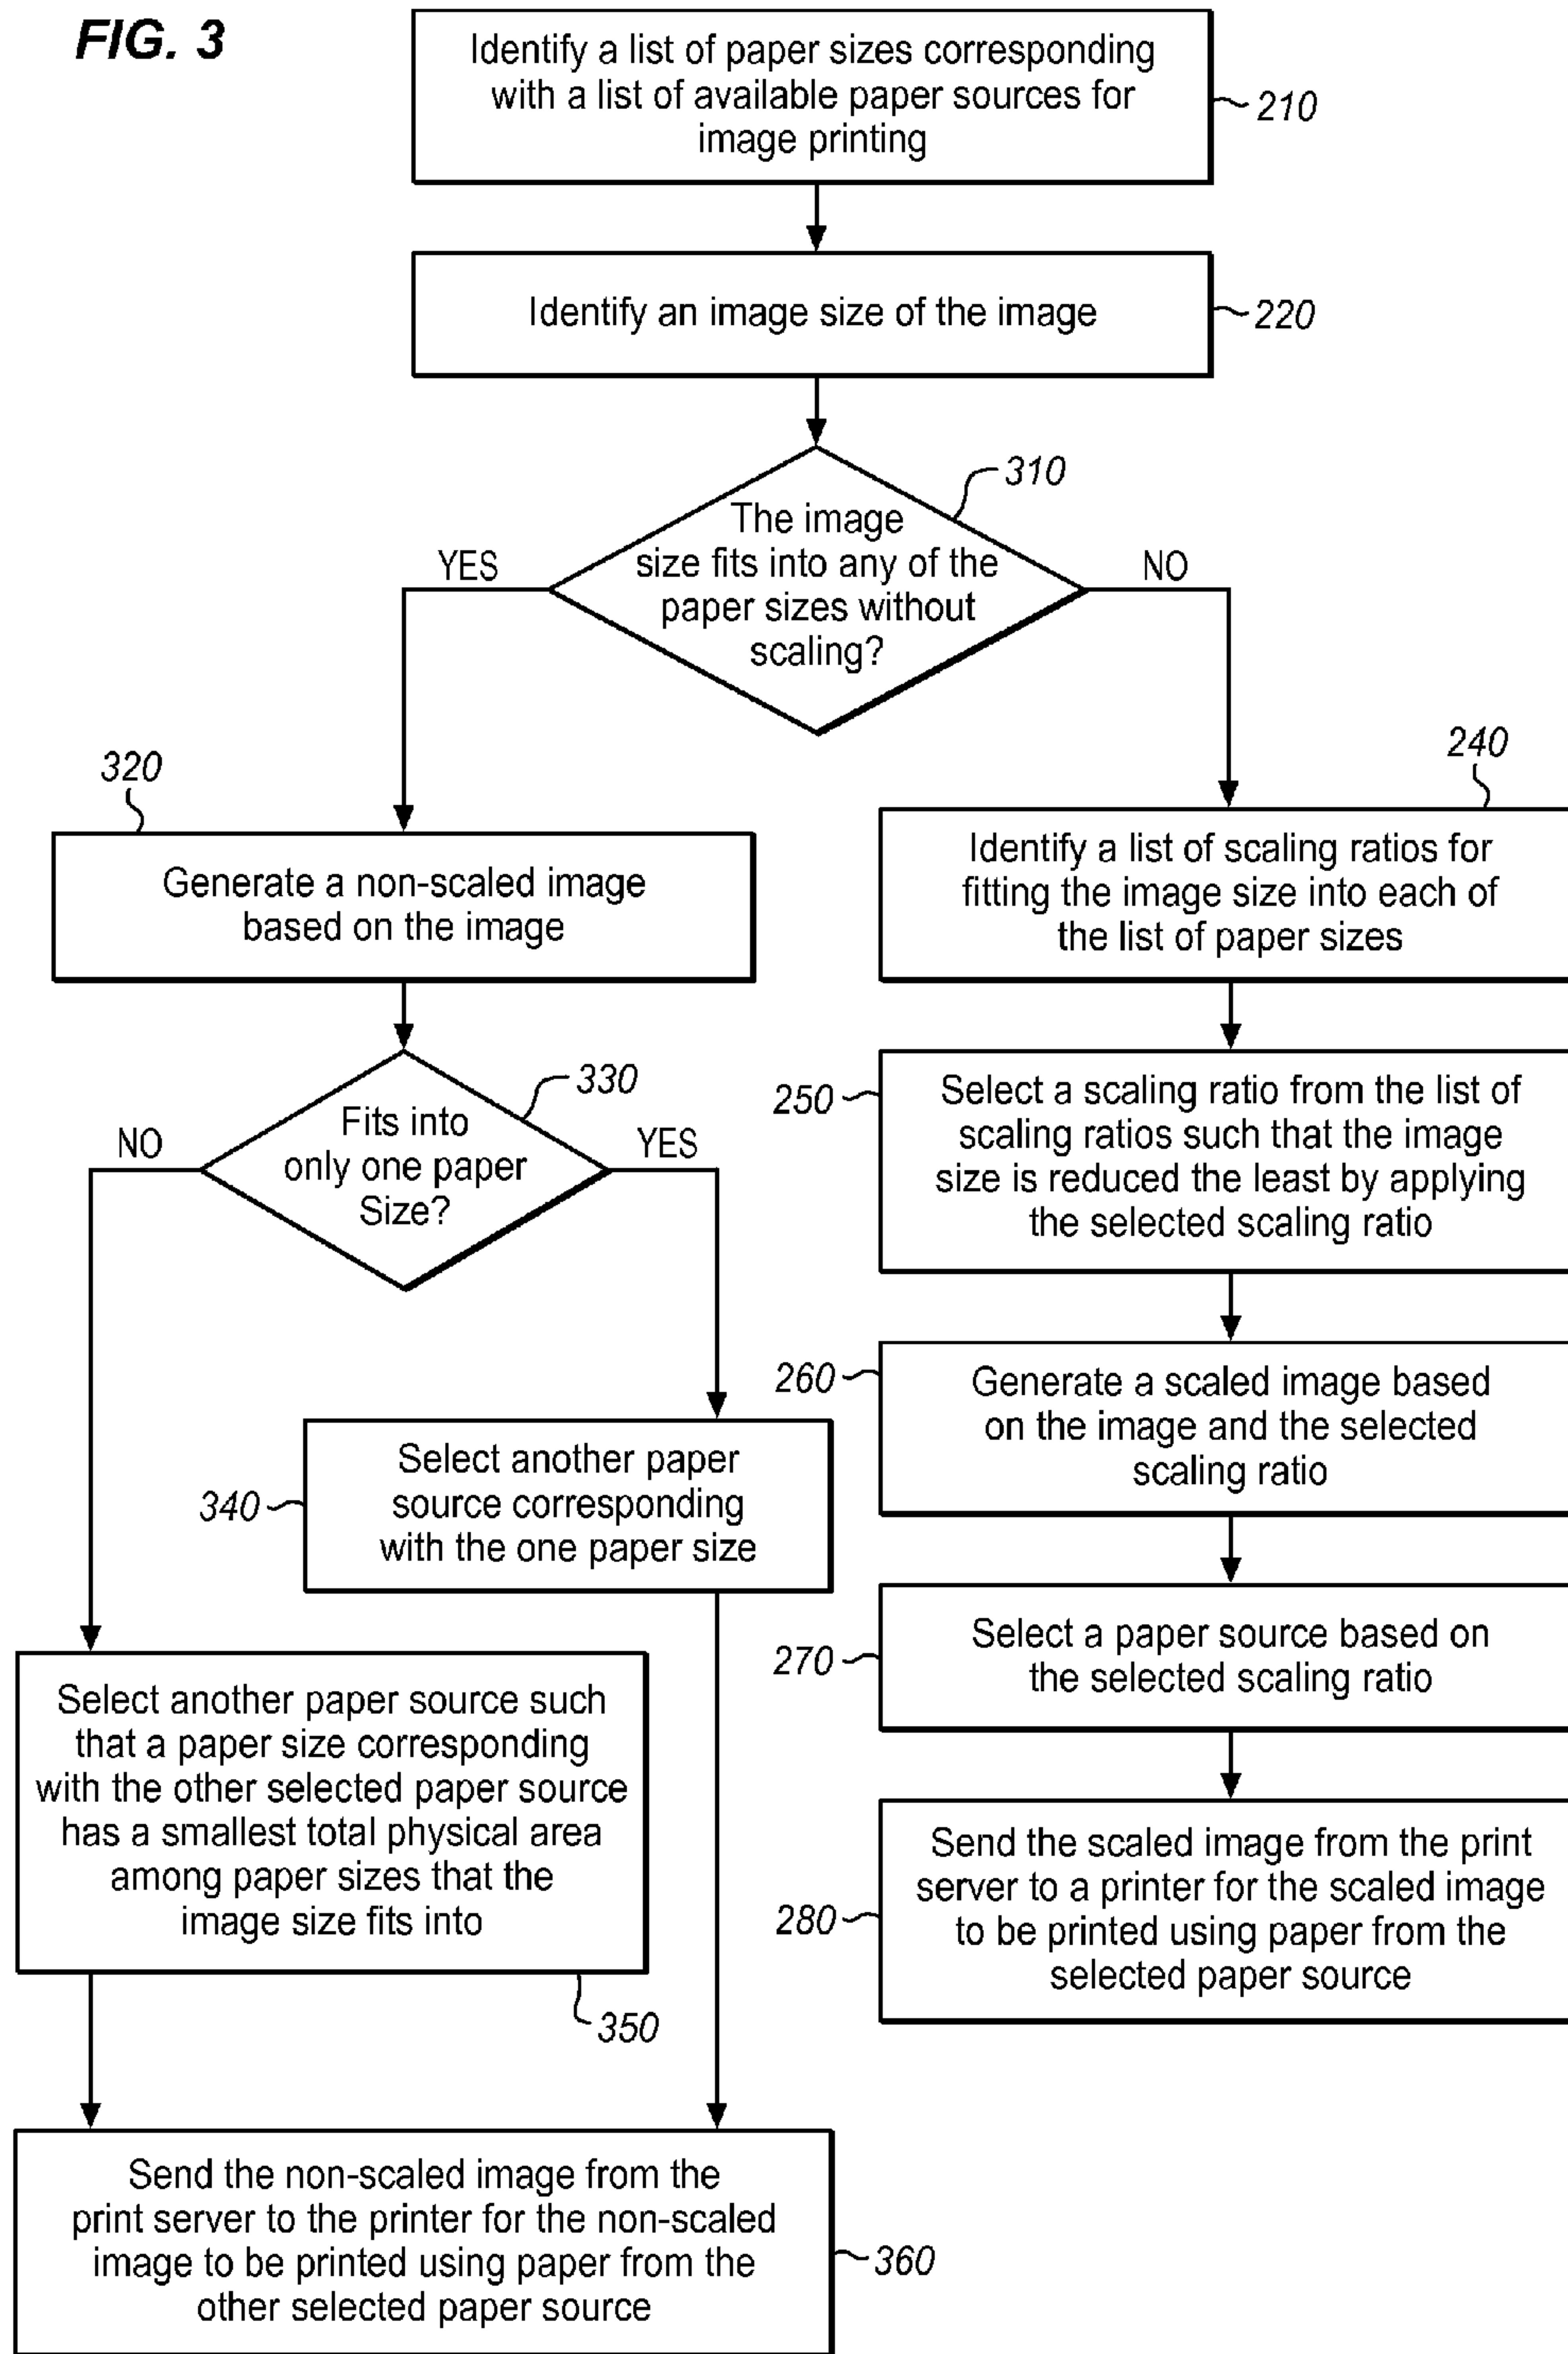 FIG. 3
Identify a list of paper sizes corresponding
with a list of available paper sources for
image printing
210
Identify an image size of the image
220
310
The image
size fits into any of the
paper sizes without
scaling?
YES
NO
320
Generate a non-scaled image
based on the image
240
Identify a list of scaling ratios for
fitting the image size into each of
the list of paper sizes
330
Fits into
only one paper
Size?
NO
YES
250
Select a scaling ratio from the list of
scaling ratios such that the image
size is reduced the least by applying
the selected scaling ratio
260
Generate a scaled image based
on the image and the selected
scaling ratio
340
Select another paper
source corresponding
with the one paper size
270
Select a paper source based on
the selected scaling ratio
Select another paper source such
that a paper size corresponding
with the other selected paper source
has a smallest total physical area
among paper sizes that the
image size fits into
350
280
Send the scaled image from the print
server to a printer for the scaled image
to be printed using paper from the
selected paper source
Send the non-scaled image from the
print server to the printer for the non-scaled
image to be printed using paper from the
other selected paper source
360